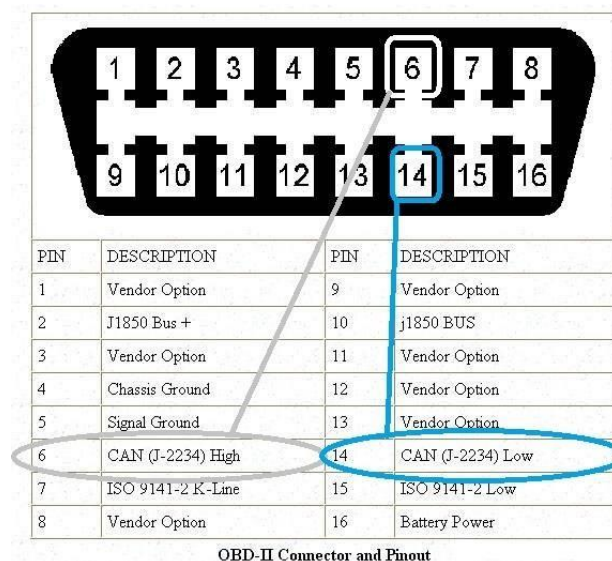 1 2 3 4 5 6 7 8
9 10 11 12 13 14 15 16
PIN DESCRIPTION PIN DESCRIPTION
1 Vendor Option 9 Vendor Option
2 J1850 Bus + 10 j1850 BUS
3 Vendor Option 11 Vendor Option
4 Chassis Ground 12 Vendor Option
5 Signal Ground 13 Vendor Option
6 CAN (J-2234) High 14 CAN (J-2234) Low
7 ISO 9141-2 K-Line 15 ISO 9141-2 Low
8 Vendor Option 16 Battery Power
OBD-II Connector and Pinout